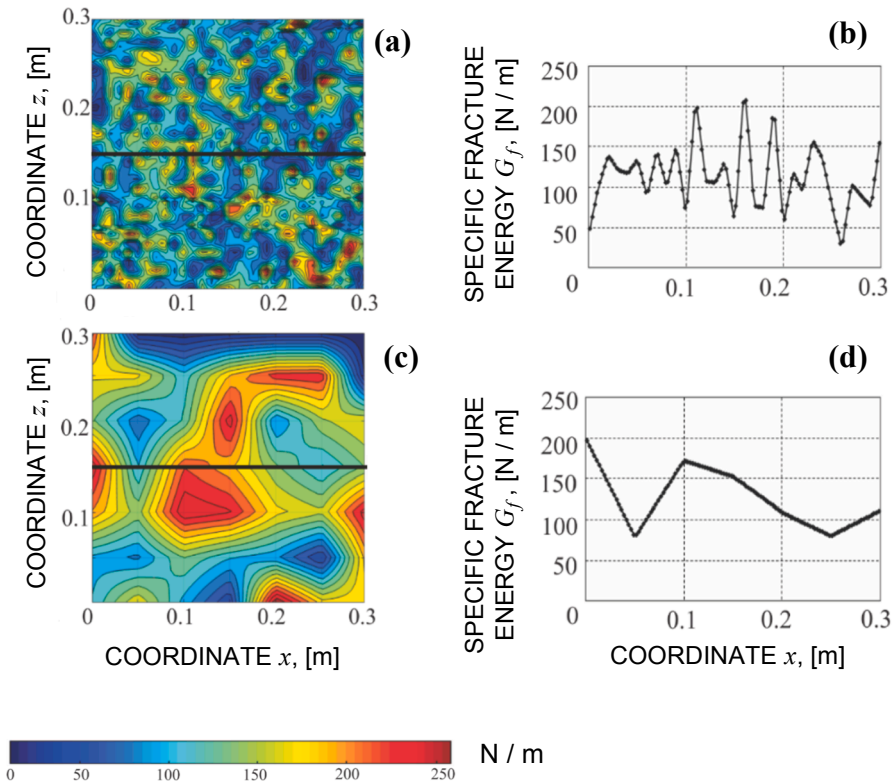 (a)
COORDINATE z, [m]
0.3
0.2
0.1
0
0.1
0.2
0.3
(b)
SPECIFIC FRACTURE
ENERGY G_f, [N / m]
250
200
150
100
50
0
0.1
0.2
0.3
(c)
COORDINATE z, [m]
0.3
0.2
0.1
0
0.1
0.2
0.3
COORDINATE x, [m]
(d)
SPECIFIC FRACTURE
ENERGY G_f, [N / m]
250
200
150
100
50
0
0.1
0.2
0.3
COORDINATE x, [m]
0
50
100
200
250
N / m